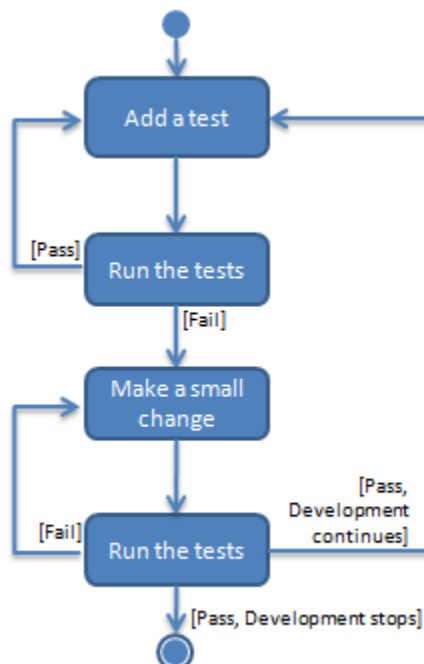 Add a test
[Pass]
Run the tests
[Fail]
Make a small
change
[Pass,
Development
continues]
[Fail]
Run the tests
[Pass, Development stops]